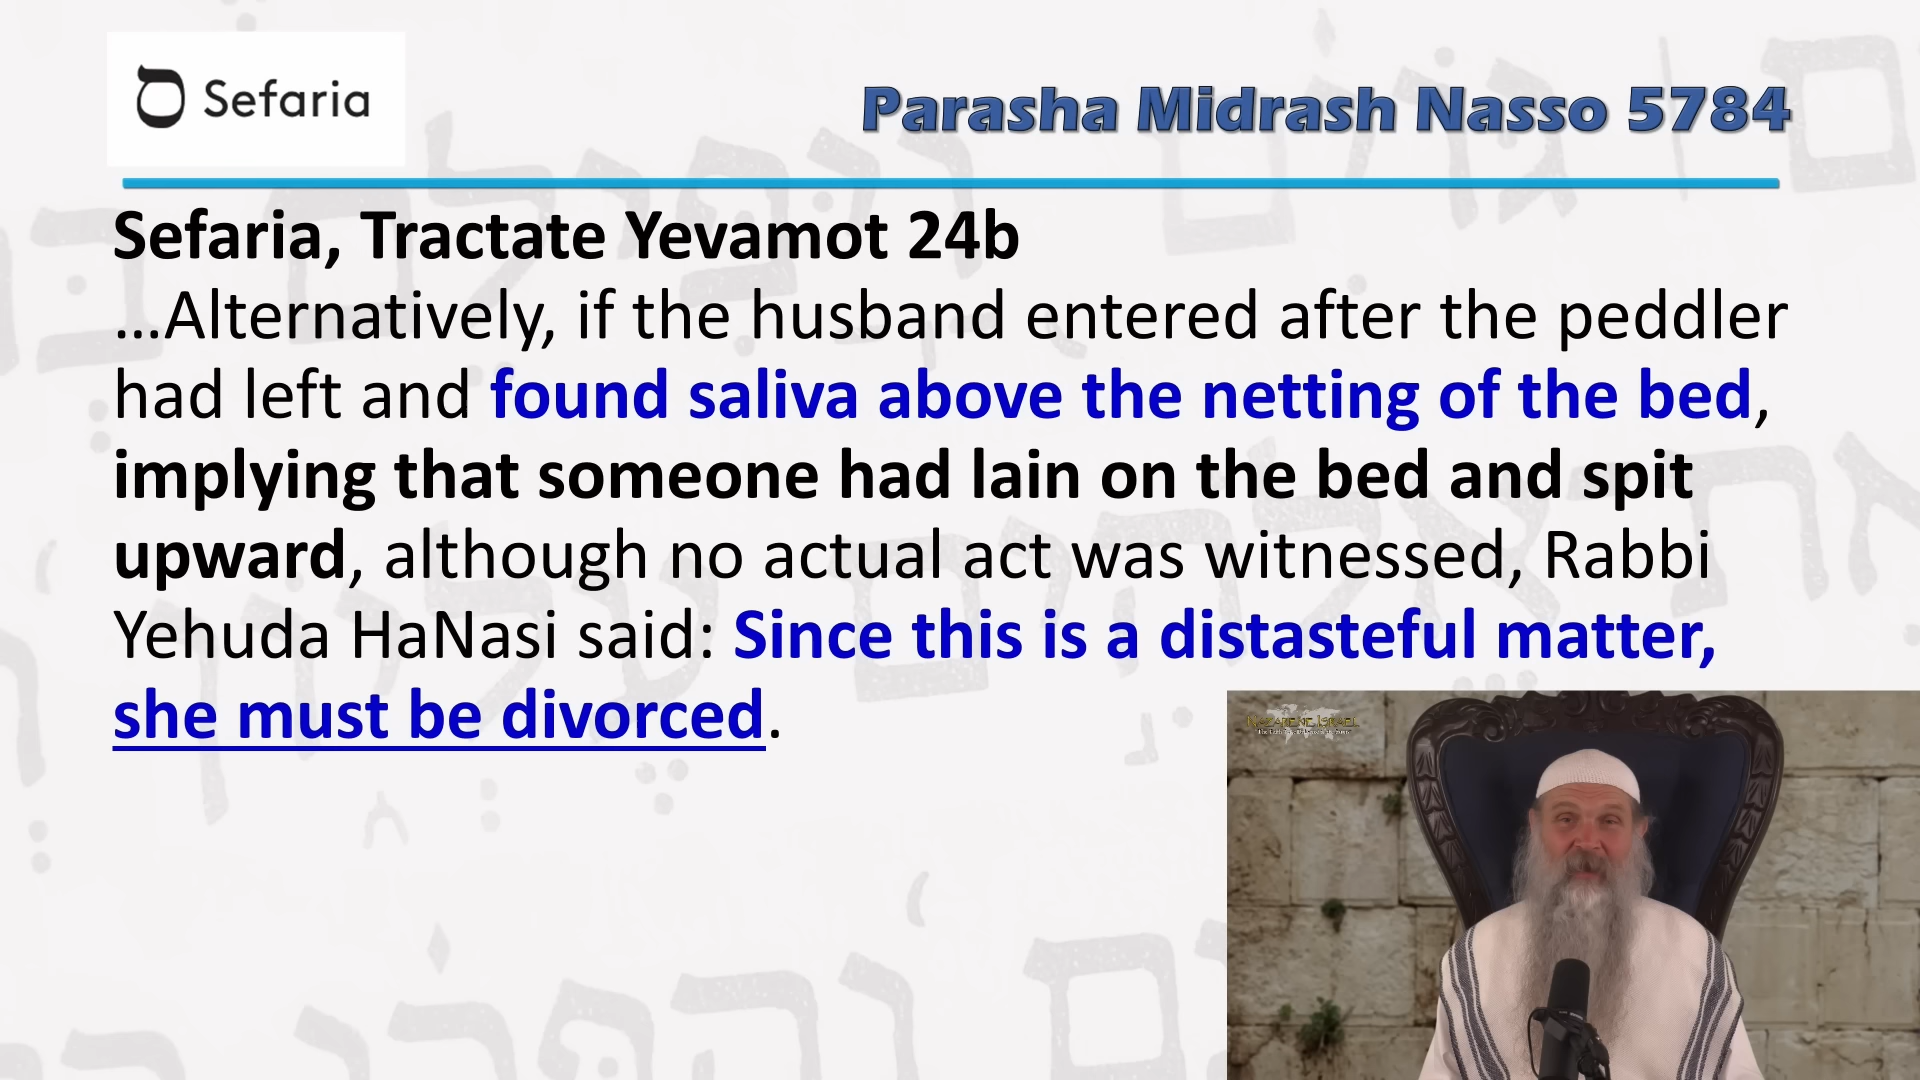 ס Sefaria
Parasha Midrash Nasso 5784
Sefaria, Tractate Yevamot 24b
...Alternatively, if the husband entered after the peddler
had left and found saliva above the netting of the bed,
implying that someone had lain on the bed and spit
upward, although no actual act was witnessed, Rabbi
Yehuda HaNasi said: Since this is a distasteful matter,
she must be divorced.
NAZARENE ISRAEL